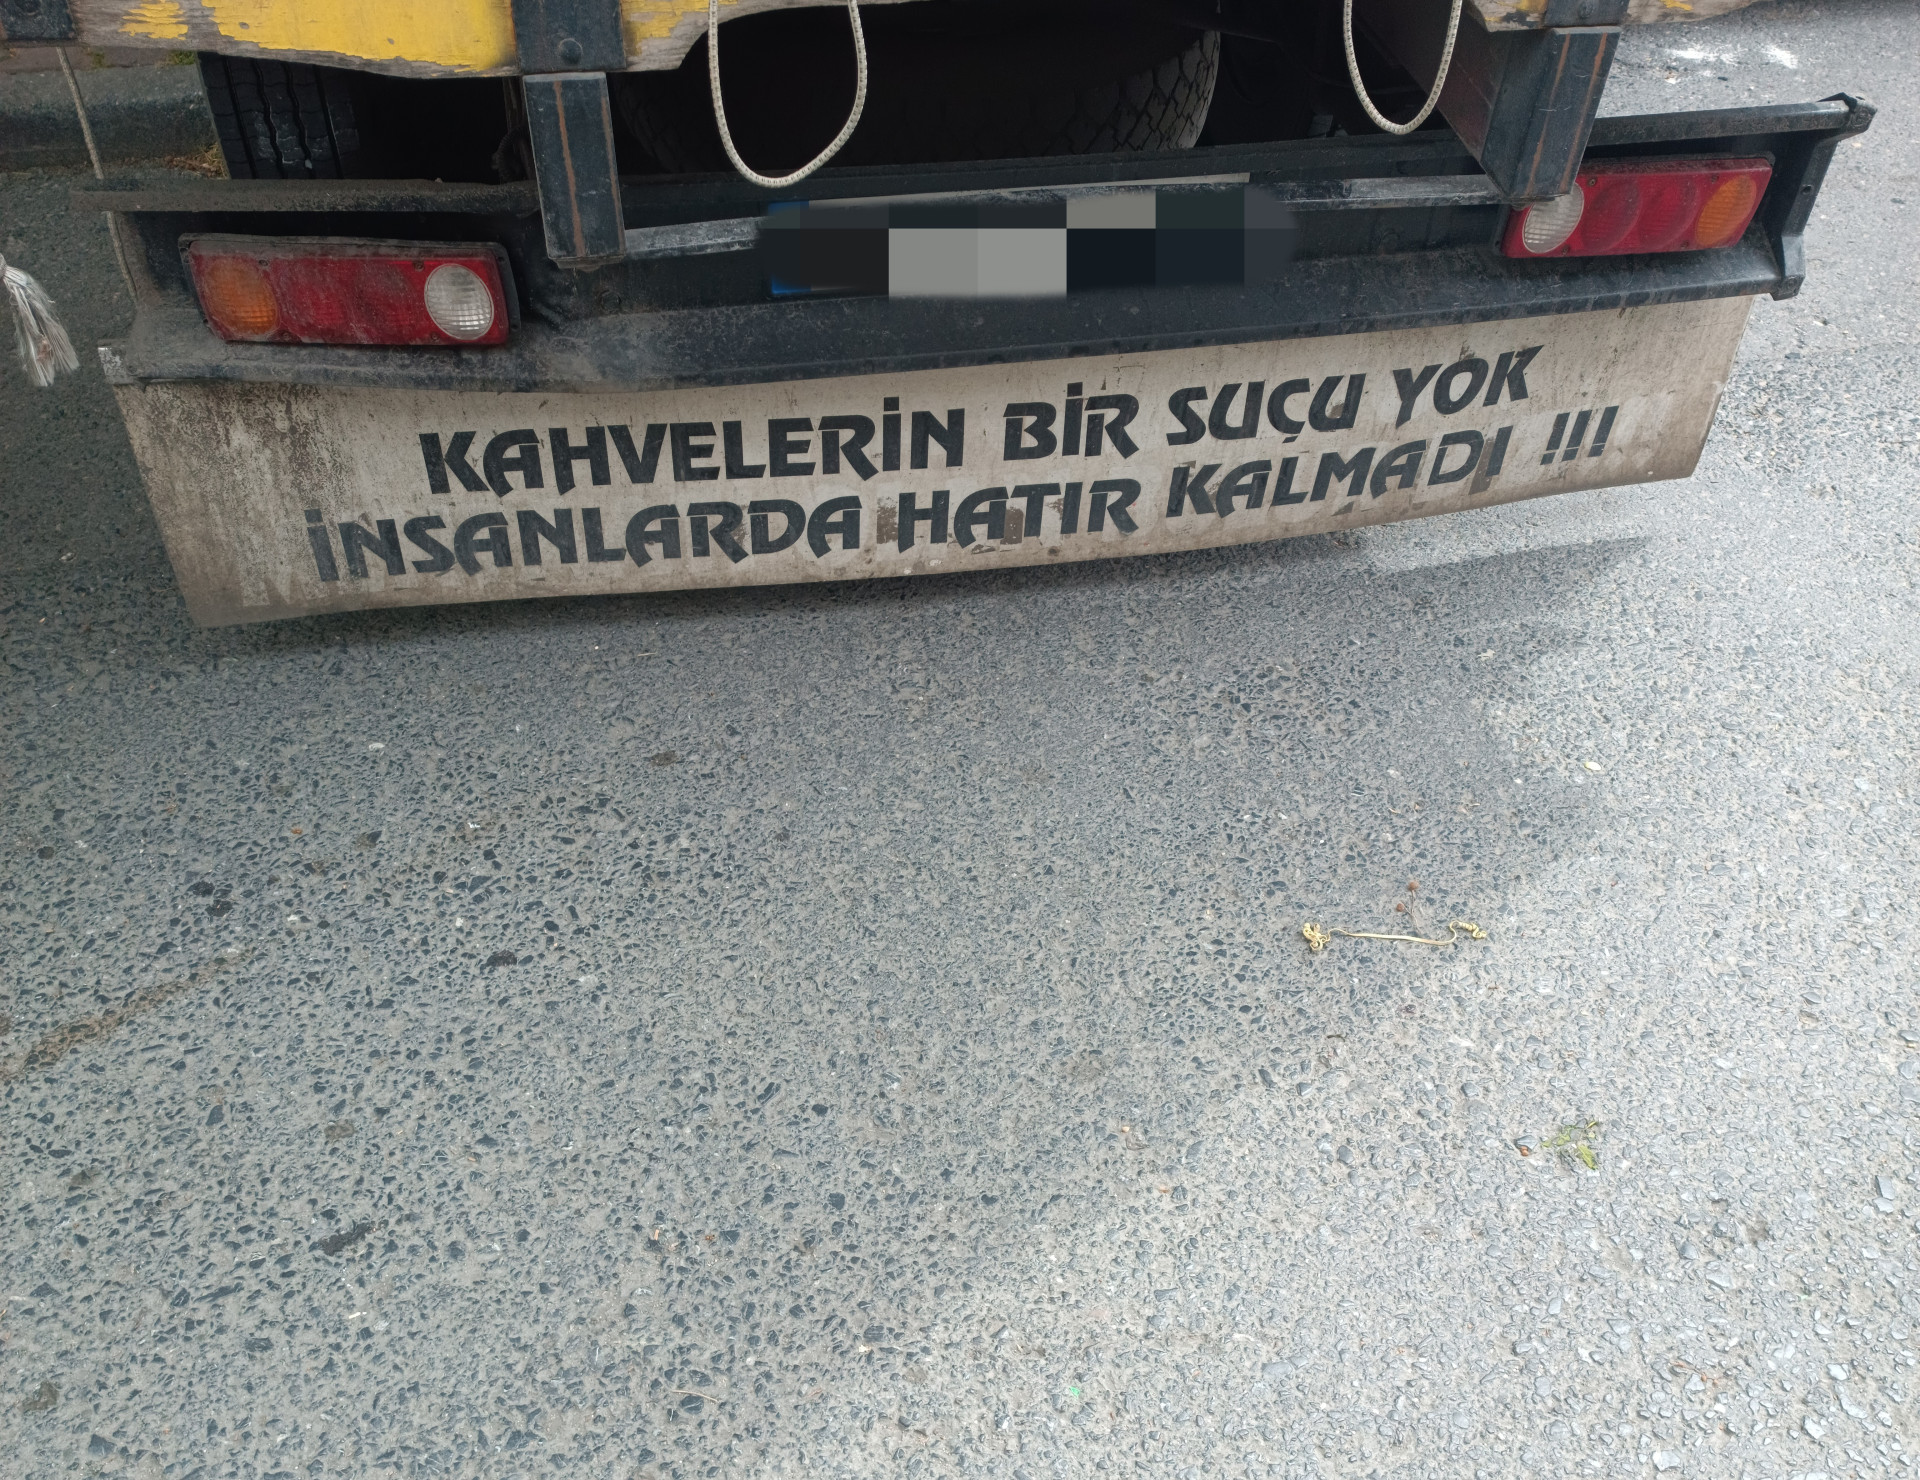 KAHVELERİN BİR SUÇU YOK
İNSANLARDA HATIR KALMADI !!!